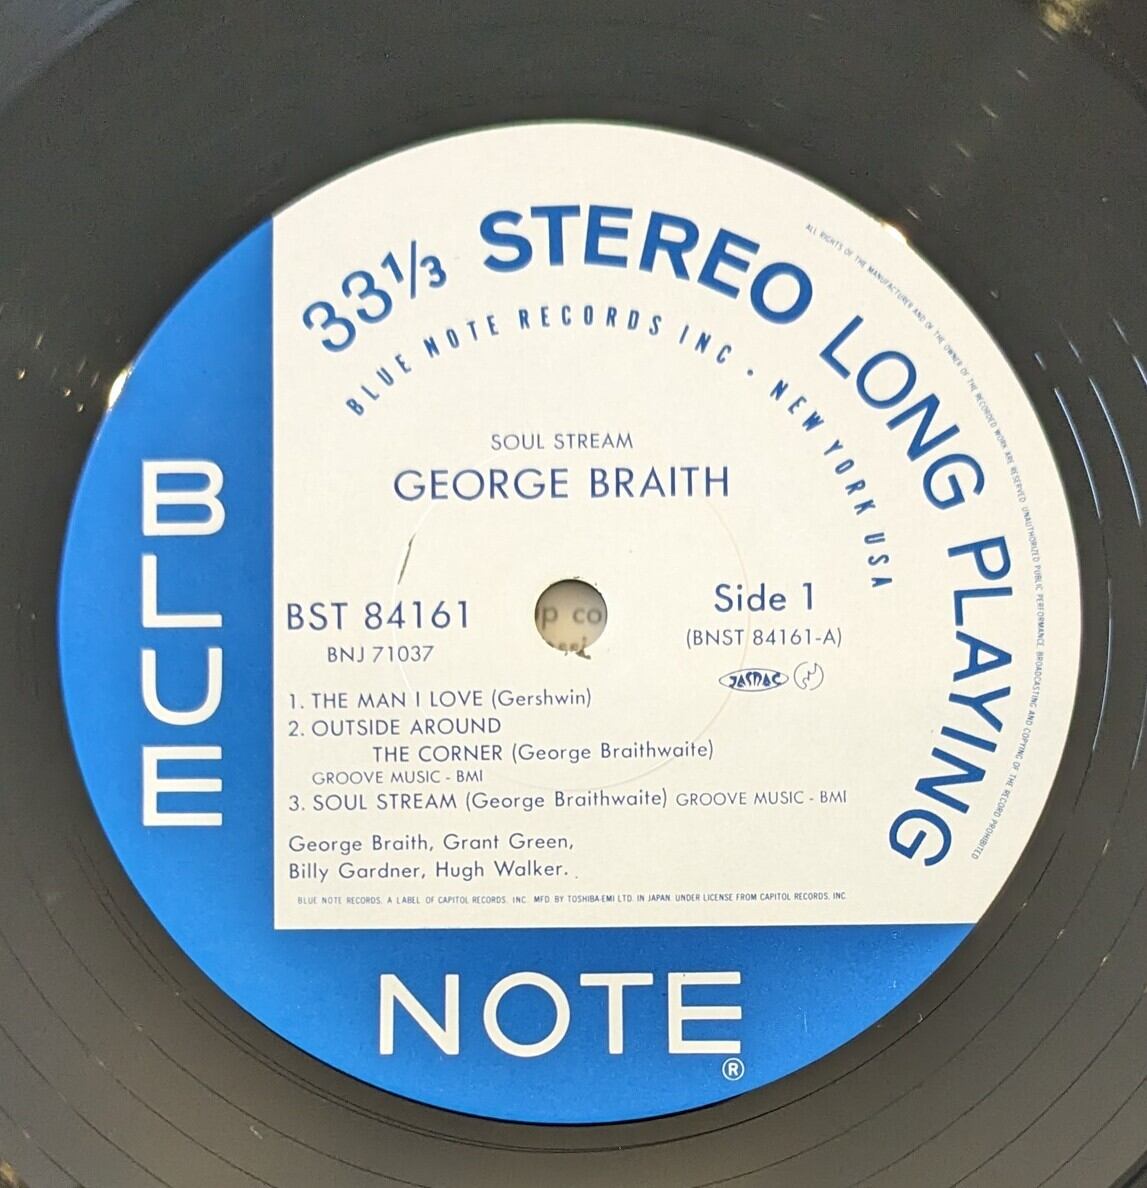 33⅓ STEREO LONG PLAYING
BLUE NOTE RECORDS INC • NEW YORK USA
ALL RIGHTS OF THE MANUFACTURER AND OF THE OWNER OF THE RECORDED WORK ARE RESERVED. UNAUTHORIZED PUBLIC PERFORMANCE, BROADCASTING AND COPYING OF THE RECORD PROHIBITED
SOUL STREAM
GEORGE BRAITH
BST 84161
BNJ 71037
p co
Side 1
(BNST 84161-A)
JASRAC
1. THE MAN I LOVE (Gershwin)
2. OUTSIDE AROUND
THE CORNER (George Braithwaite)
GROOVE MUSIC - BMI
3. SOUL STREAM (George Braithwaite) GROOVE MUSIC - BMI
George Braith, Grant Green,
Billy Gardner, Hugh Walker.
BLUE NOTE RECORDS, A LABEL OF CAPITOL RECORDS, INC. MFD. BY TOSHIBA-EMI LTD. IN JAPAN. UNDER LICENSE FROM CAPITOL RECORDS, INC.
BLUE
NOTE®